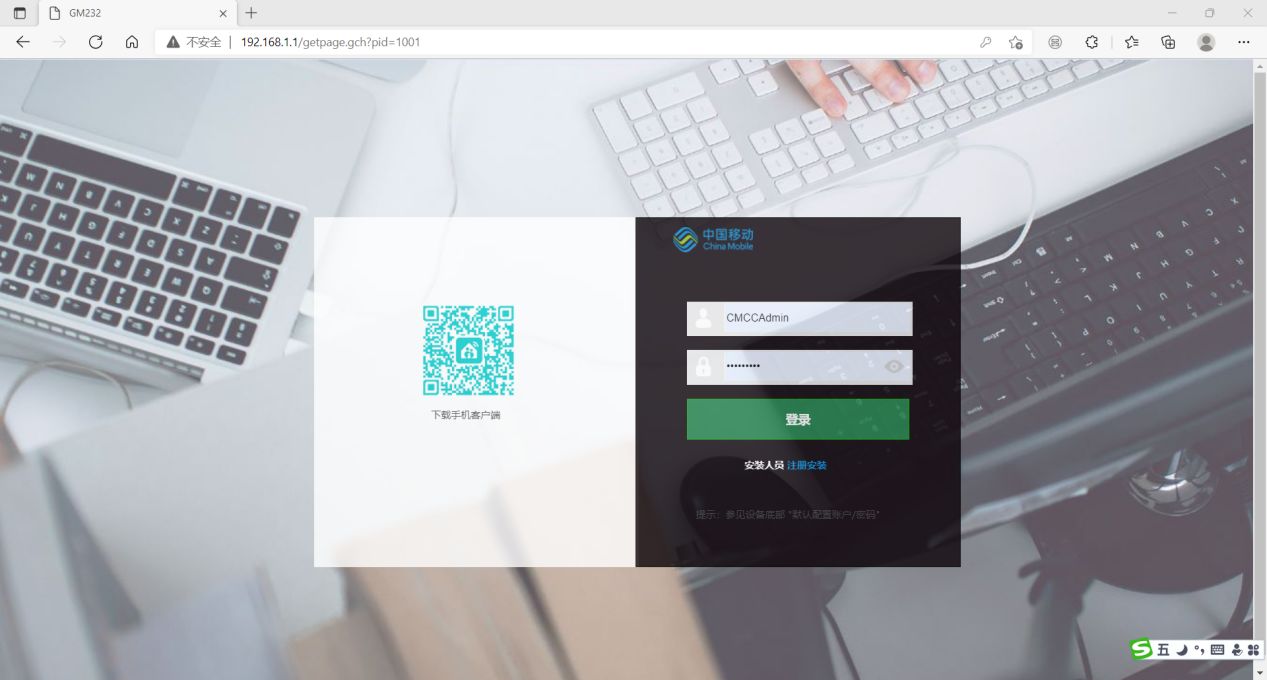 GM232
不安全 192.168.1.1/getpage.gch?pid=1001
中国移动
China Mobile
CMCCAdmin
•••••••••
登录
下载手机客户端
安装人员 注册安装
提示：参见设备底部 "默认配置账户/密码"
五